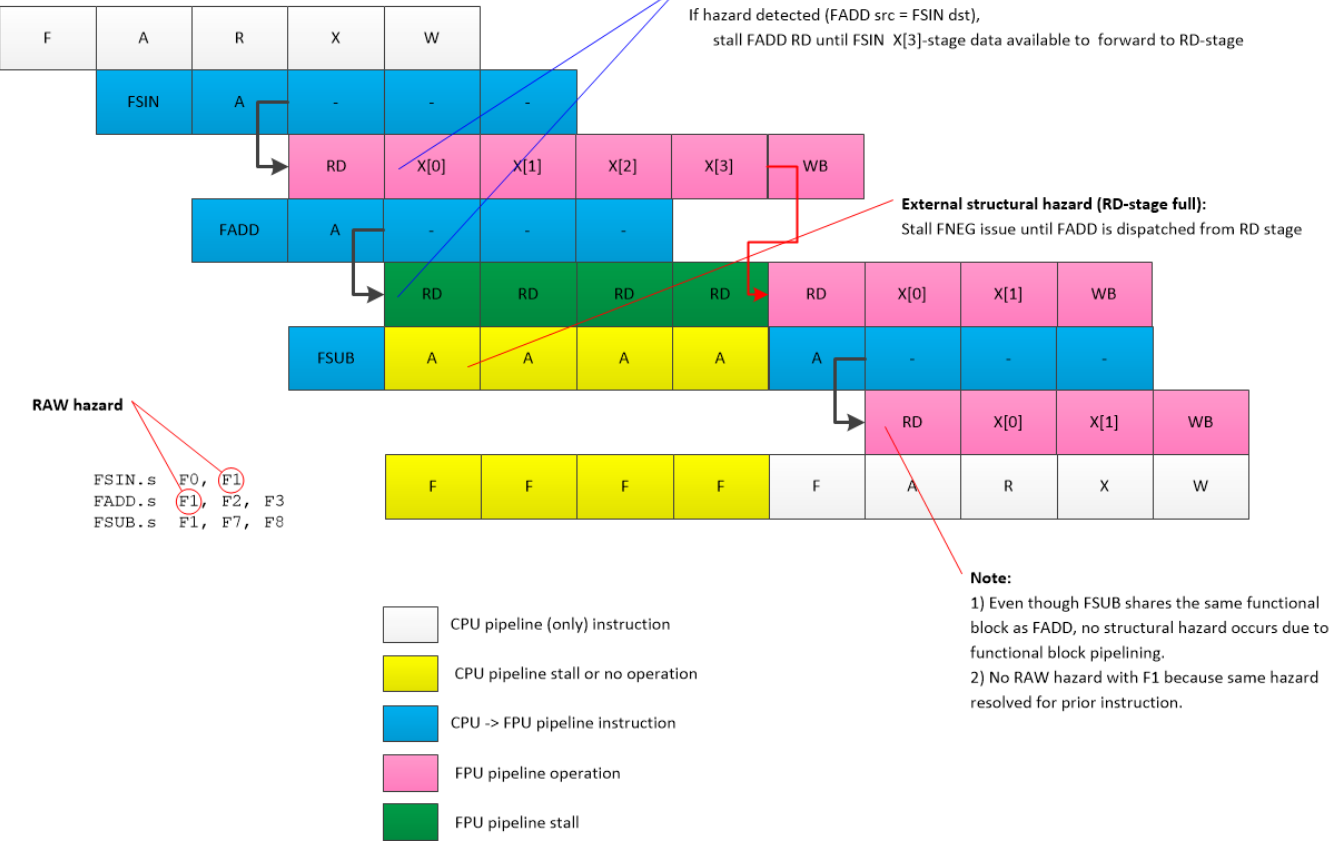 If hazard detected (FADD src = FSIN dst),
stall FADD RD until FSIN X[3]-stage data available to forward to RD-stage
F A R X W
FSIN A - - -
RD X[0] X[1] X[2] X[3] WB
External structural hazard (RD-stage full):
Stall FNEG issue until FADD is dispatched from RD stage
FADD A - - -
RD RD RD RD RD X[0] X[1] WB
FSUB A A A A A - - -
RAW hazard
RD X[0] X[1] WB
FSIN.s F0, F1
FADD.s F1, F2, F3
FSUB.s F1, F7, F8
F F F F F A R X W
Note:
1) Even though FSUB shares the same functional
block as FADD, no structural hazard occurs due to
functional block pipelining.
2) No RAW hazard with F1 because same hazard
resolved for prior instruction.
CPU pipeline (only) instruction
CPU pipeline stall or no operation
CPU -> FPU pipeline instruction
FPU pipeline operation
FPU pipeline stall